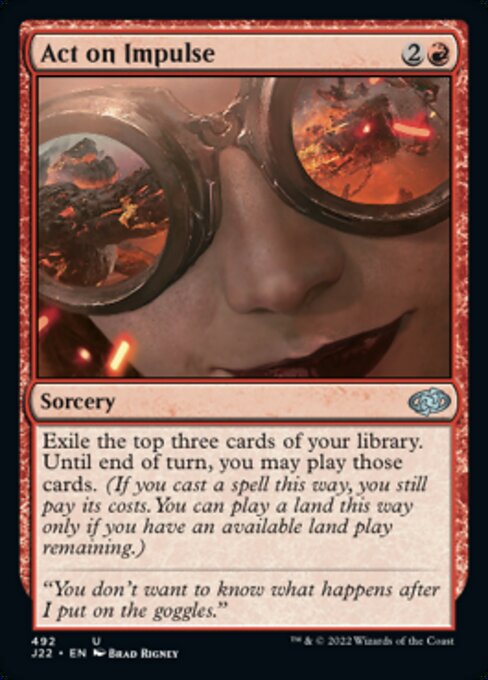 Act on Impulse 2
Sorcery
Exile the top three cards of your library.
Until end of turn, you may play those
cards. (If you cast a spell this way, you still
pay its costs. You can play a land this way
only if you have an available land play
remaining.)
“You don’t want to know what happens after
I put on the goggles.”
492 U
J22 • EN Brad Rigney
™ & © 2022 Wizards of the Coast